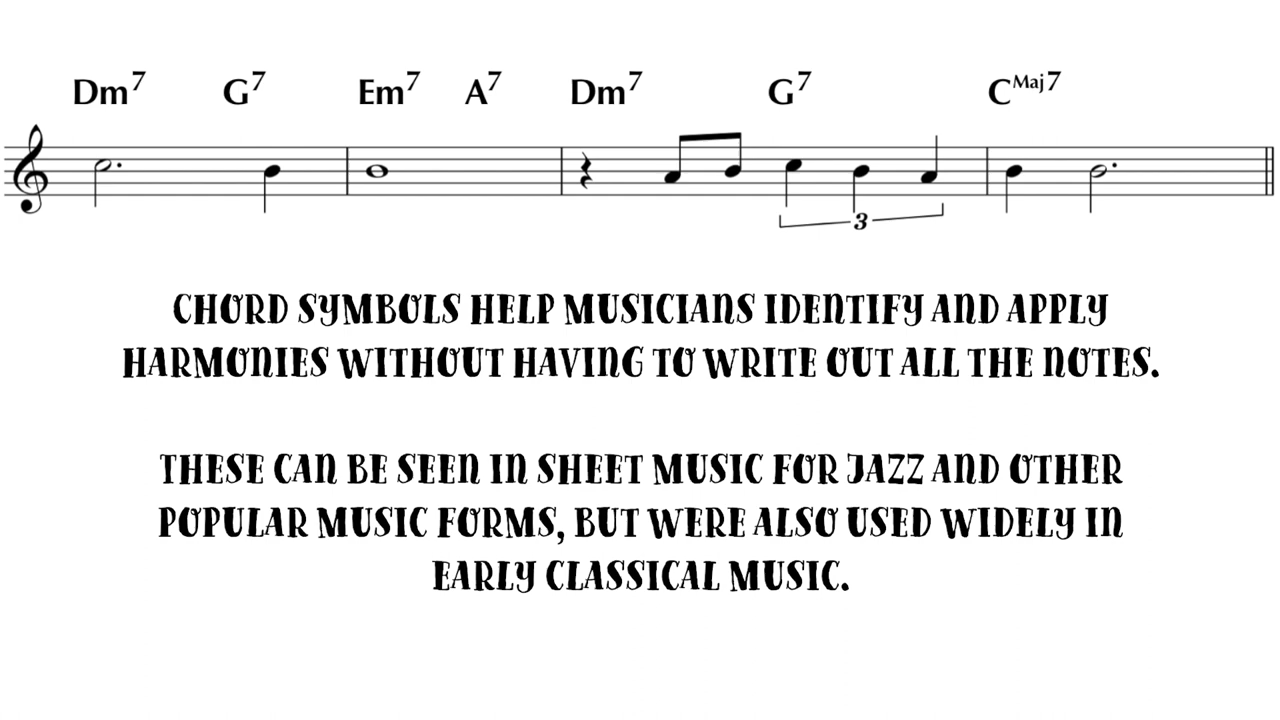 Dm7 G7 Em7 A7 Dm7 G7 CMaj7
3
CHORD SYMBOLS HELP MUSICIANS IDENTIFY AND APPLY
HARMONIES WITHOUT HAVING TO WRITE OUT ALL THE NOTES.
THESE CAN BE SEEN IN SHEET MUSIC FOR JAZZ AND OTHER
POPULAR MUSIC FORMS, BUT WERE ALSO USED WIDELY IN
EARLY CLASSICAL MUSIC.